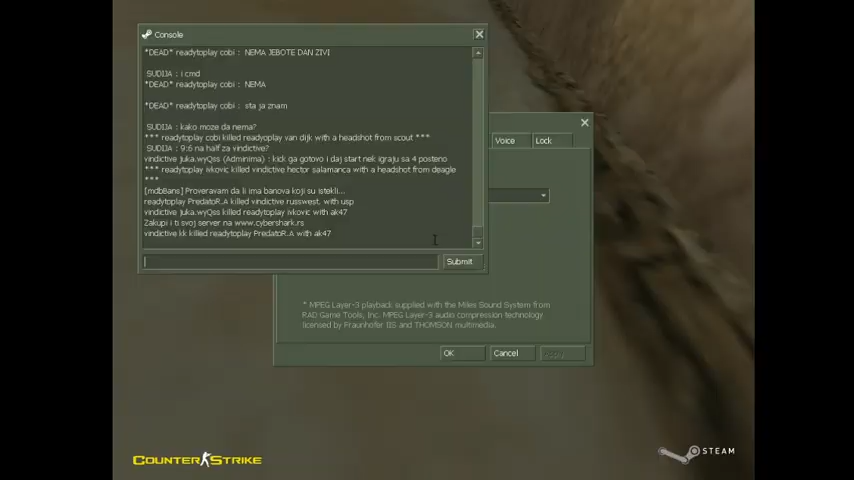 Console
*DEAD* readytoplay cobi : NEMA JEBOTE DAN ZIVI
SUDIJA : i cmd
*DEAD* readytoplay cobi : NEMA
*DEAD* readytoplay cobi : sta ja znam
SUDIJA : kako moze da nema?
*** readytoplay cobi killed readyoplay van dijk with a headshot from scout ***
SUDIJA : 9:6 na half za vindictive?
vindictive juka.wyQss (Adminima) : kick ga gotovo i daj start nek igraju sa 4 posteno
*** readytoplay ivkovic killed vindictive hector salamanca with a headshot from deagle
***
[mdbBans] Proveravam da li ima banova koji su istekli...
readytoplay PredatoR.A killed vindictive russwest. with usp
vindictive juka.wyQss killed readytoplay ivkovic with ak47
Zakupi i ti svoj server na www.cybershark.rs
vindictive kk killed readytoplay PredatoR.A with ak47
Submit
Voice
Lock
* MPEG Layer-3 playback supplied with the Miles Sound System from
RAD Game Tools, Inc. MPEG Layer-3 audio compression technology
licensed by Fraunhofer IIS and THOMSON multimedia.
OK
Cancel
Apply
COUNTER STRIKE
STEAM